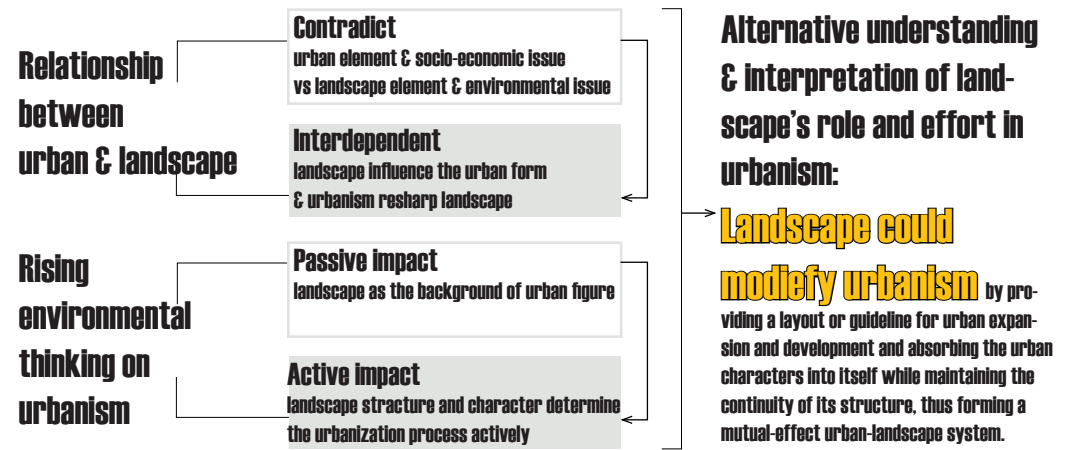 Relationship
between
urban & landscape
Contradict
urban element & socio-economic issue
vs landscape element & environmental issue
Interdependent
landscape influence the urban form
& urbanism resharp landscape
Rising
environmental
thinking on
urbanism
Passive impact
landscape as the background of urban figure
Active impact
landscape stracture and character determine
the urbanization process actively
Alternative understanding
& interpretation of land-
scape's role and effort in
urbanism:
Landscape could
modiefy urbanism by pro-
viding a layout or guideline for urban expan-
sion and development and absorbing the urban
characters into itself while maintaining the
continuity of its structure, thus forming a
mutual-effect urban-landscape system.